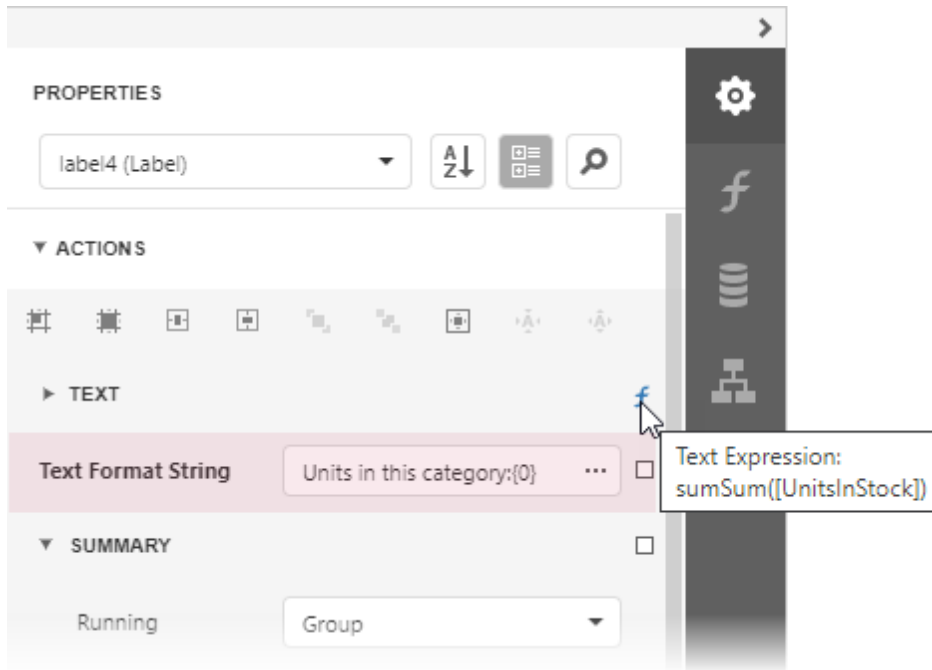 PROPERTIES
label4 (Label)
A
Z
ACTIONS
TEXT
Text Format String
Units in this category:{0}
...
Text Expression:
sumSum([UnitsInStock])
SUMMARY
Running
Group